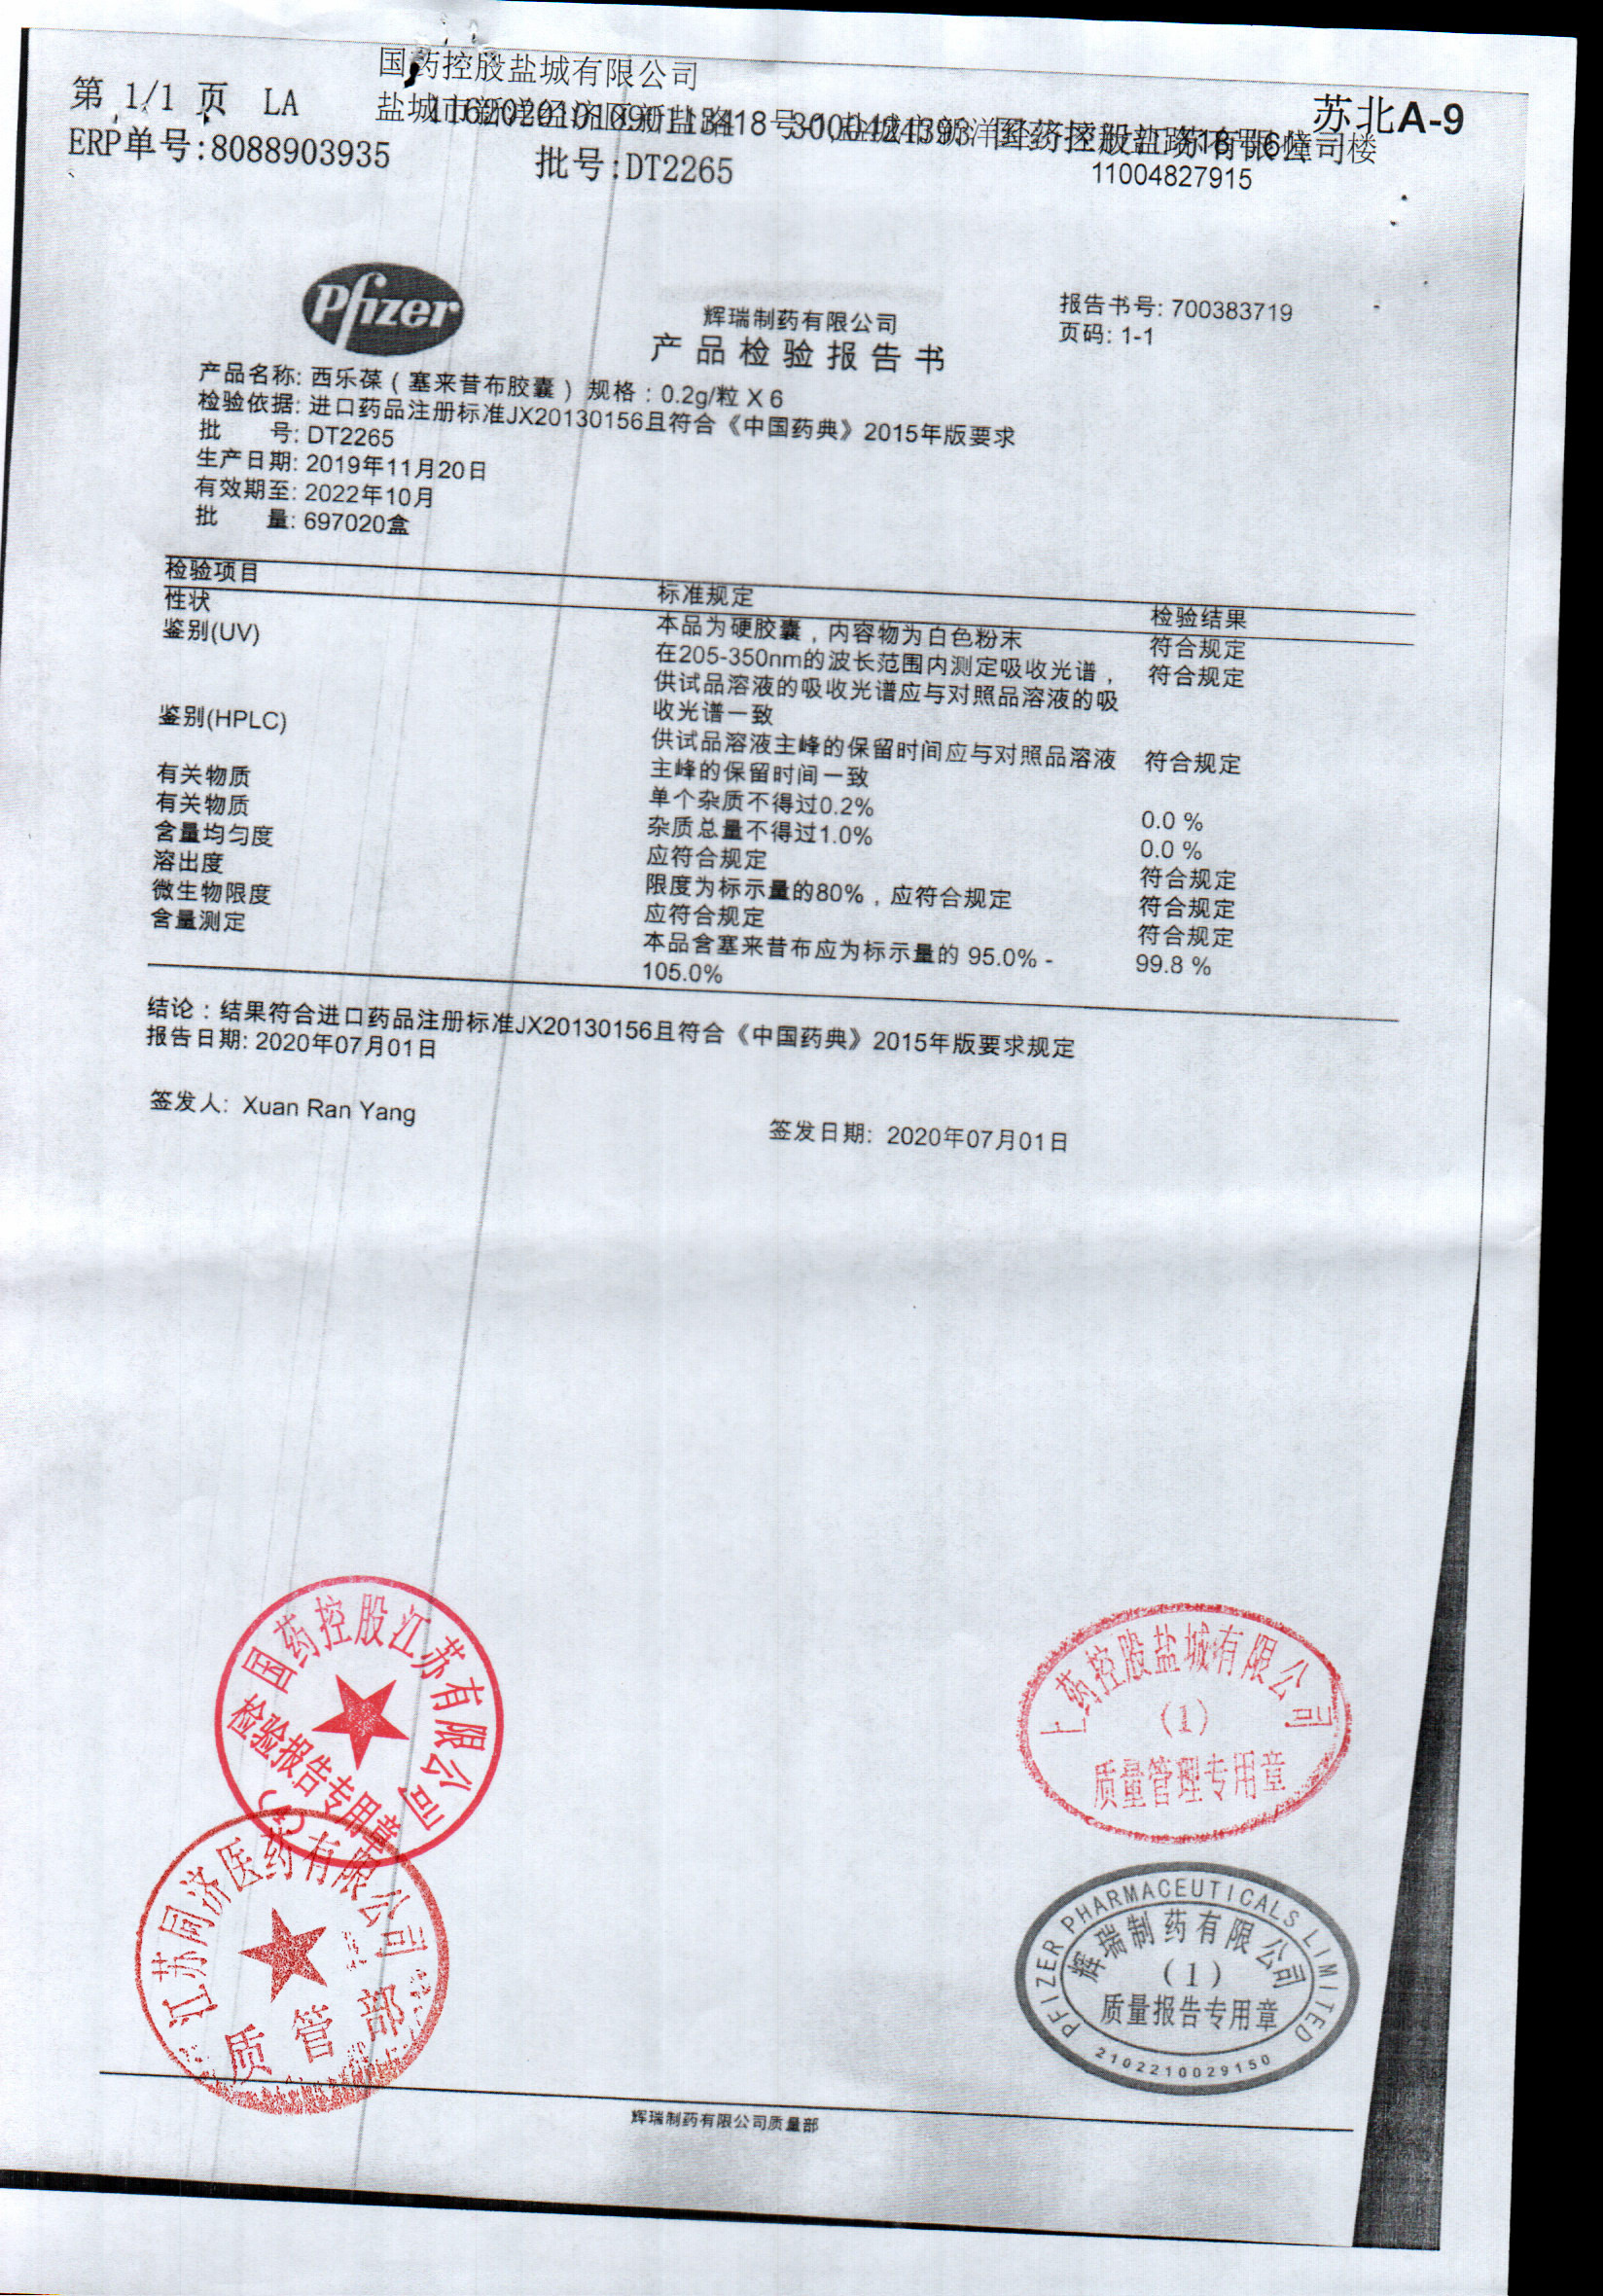 国药控股盐城有限公司
第 1/1 页 LA
苏北A-9
ERP单号:8088903935
批号:DT2265
11004827915
Pfizer
辉瑞制药有限公司
产品检验报告书
报告书号: 700383719
页码: 1-1
产品名称: 西乐葆（塞来昔布胶囊）规格：0.2g/粒 X 6
检验依据: 进口药品注册标准JX20130156且符合《中国药典》2015年版要求
批 号: DT2265
生产日期: 2019年11月20日
有效期至: 2022年10月
批 量: 697020盒
检验项目 标准规定 检验结果
性状 本品为硬胶囊，内容物为白色粉末 符合规定
鉴别(UV) 在205-350nm的波长范围内测定吸收光谱， 符合规定
供试品溶液的吸收光谱应与对照品溶液的吸
收光谱一致
鉴别(HPLC) 供试品溶液主峰的保留时间应与对照品溶液 符合规定
主峰的保留时间一致
有关物质 单个杂质不得过0.2% 0.0 %
有关物质 杂质总量不得过1.0% 0.0 %
含量均匀度 应符合规定 符合规定
溶出度 限度为标示量的80%，应符合规定 符合规定
微生物限度 应符合规定 符合规定
含量测定 本品含塞来昔布应为标示量的 95.0% - 99.8 %
105.0%
结论：结果符合进口药品注册标准JX20130156且符合《中国药典》2015年版要求规定
报告日期: 2020年07月01日
签发人: Xuan Ran Yang
签发日期: 2020年07月01日
国药控股江苏有限公司
检验报告专用章
江苏同济医药有限公司
质管部
上药控股盐城有限公司
(1)
质量管理专用章
PFIZER PHARMACEUTICALS LIMITED
辉瑞制药有限公司
(1)
质量报告专用章
2102210029150
辉瑞制药有限公司质量部